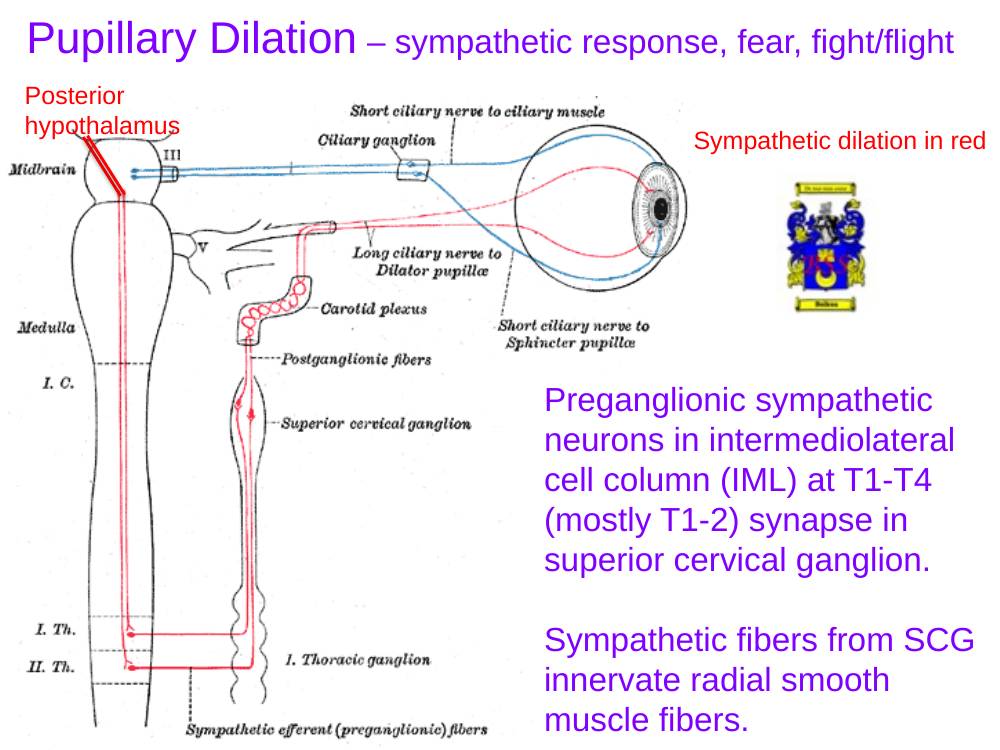 Pupillary Dilation – sympathetic response, fear, fight/flight
Posterior
hypothalamus
Sympathetic dilation in red
Short ciliary nerve to ciliary muscle
Ciliary ganglion
III
Midbrain
V
Long ciliary nerve to
Dilator pupillæ
Carotid plexus
Short ciliary nerve to
Sphincter pupillæ
Medulla
Postganglionic fibers
I. C.
Superior cervical ganglion
Preganglionic sympathetic
neurons in intermediolateral
cell column (IML) at T1-T4
(mostly T1-2) synapse in
superior cervical ganglion.
I. Th.
II. Th.
1. Thoracic ganglion
Sympathetic fibers from SCG
innervate radial smooth
muscle fibers.
Sympathetic efferent (preganglionic) fibers